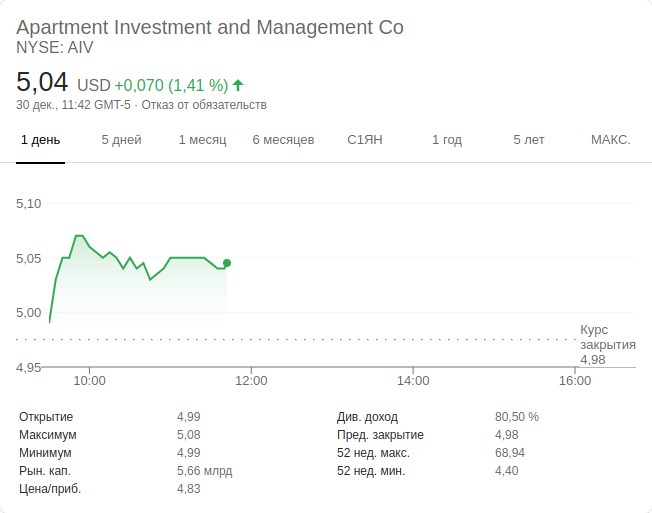 Apartment Investment and Management Co
NYSE: AIV
5,04 USD +0,070 (1,41 %)
30 дек., 11:42 GMT-5 · Отказ от обязательств
1 день 5 дней 1 месяц 6 месяцев С1ЯН 1 год 5 лет МАКС.
5,10
5,05
5,00
4,95
Курс
закрытия
4,98
10:00 12:00 14:00 16:00
Открытие 4,99 Див. доход 80,50 %
Максимум 5,08 Пред. закрытие 4,98
Минимум 4,99 52 нед. макс. 68,94
Рын. кап. 5,66 млрд 52 нед. мин. 4,40
Цена/приб. 4,83